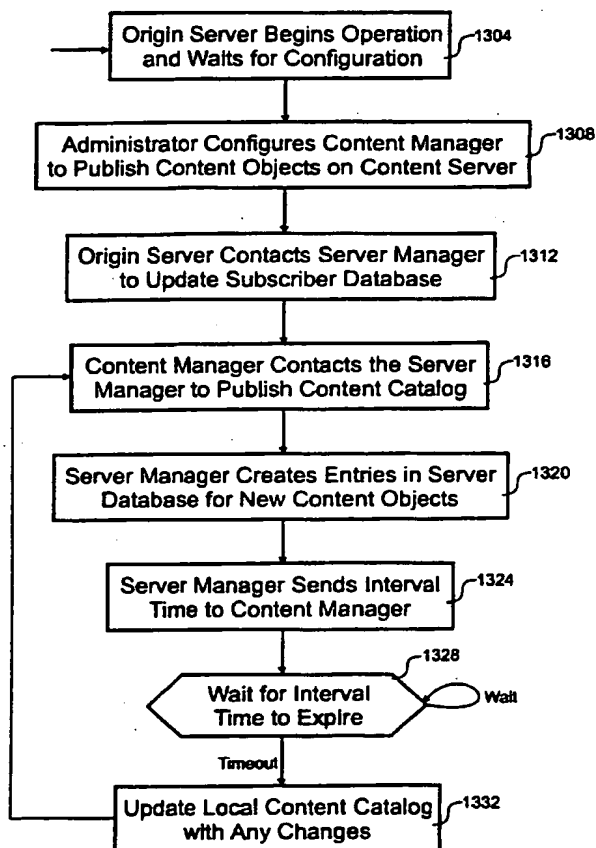 Origin Server Begins Operation
and Waits for Configuration
1304
Administrator Configures Content Manager
to Publish Content Objects on Content Server
1308
Origin Server Contacts Server Manager
to Update Subscriber Database
1312
Content Manager Contacts the Server
Manager to Publish Content Catalog
1316
Server Manager Creates Entries in Server
Database for New Content Objects
1320
Server Manager Sends Interval
Time to Content Manager
1324
1328
Wait for Interval
Time to Expire
Wait
Timeout
Update Local Content Catalog
with Any Changes
1332